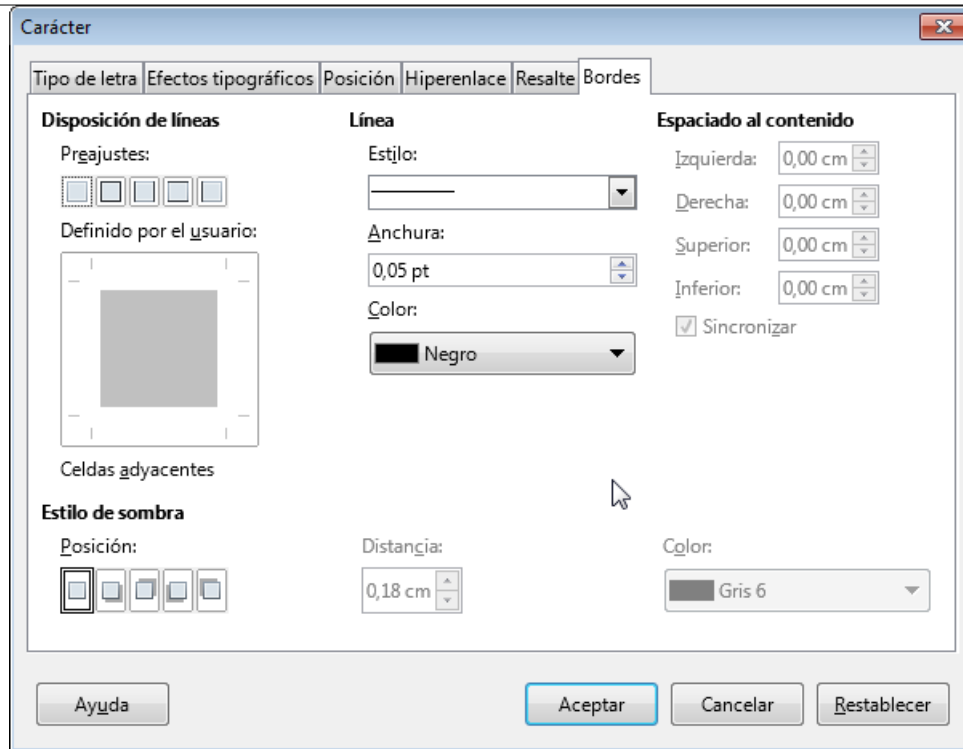 Carácter
Tipo de letra Efectos tipográficos Posición Hiperenlace Resalte Bordes
Disposición de líneas
Preajustes:
Definido por el usuario:
Celdas adyacentes
Línea
Estilo:
Anchura:
0,05 pt
Color:
Negro
Espaciado al contenido
Izquierda: 0,00 cm
Derecha: 0,00 cm
Superior: 0,00 cm
Inferior: 0,00 cm
Sincronizar
Estilo de sombra
Posición:
Distancia:
0,18 cm
Color:
Gris 6
Ayuda Aceptar Cancelar Restablecer